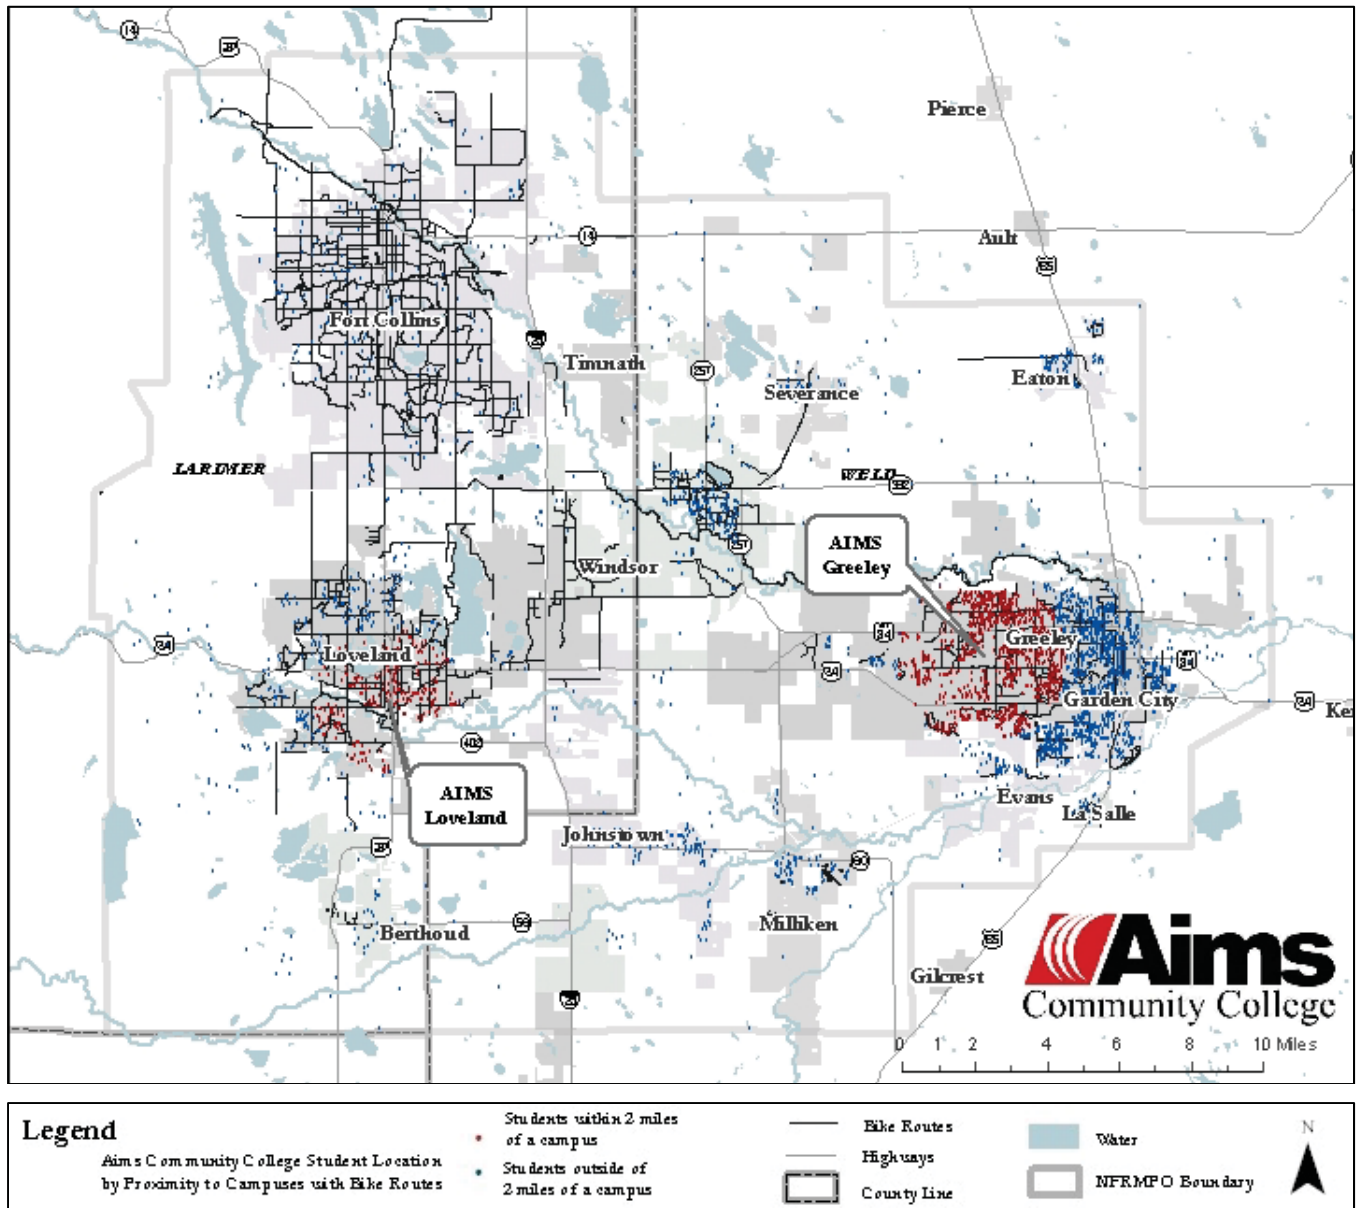 14
287
Pierce
14
Ault
85
Fort Collins
25
Timnath
257
Severance
Eaton
LARIMER
WELD
392
AIMS
Greeley
257
Windsor
34
34
Loveland
Greeley
34
34
Garden City
34
402
AIMS
Loveland
Evans
La Salle
Johnstown
287
60
56
Berthoud
Milliken
85
Gilcrest
25
Aims
Community College
0 1 2 4 6 8 10 Miles
Legend
Aims Community College Student Location
by Proximity to Campuses with Bike Routes
Students within 2 miles
of a campus
Students outside of
2 miles of a campus
Bike Routes
Highways
County Line
Water
NFRMPO Boundary
N